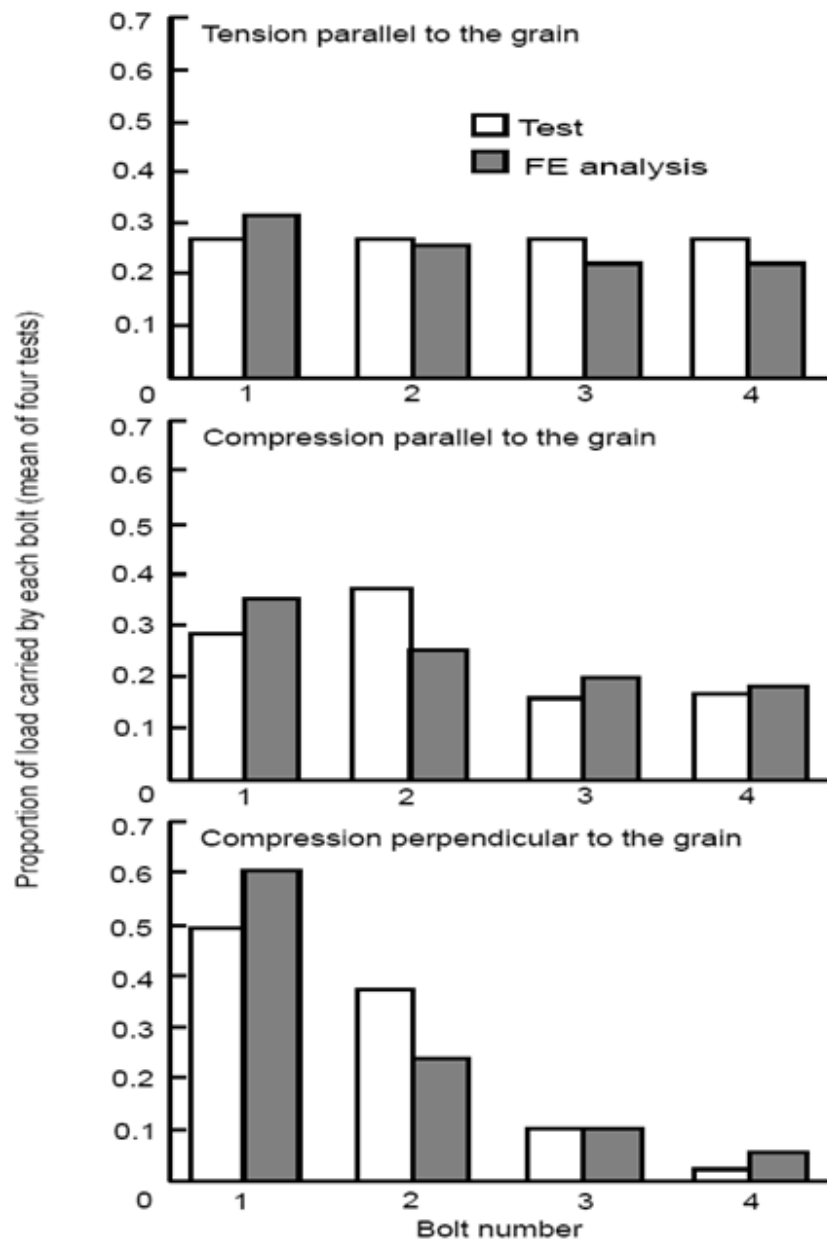 Proportion of load carried by each bolt (mean of four tests)
Tension parallel to the grain
Test
FE analysis
0.7
0.6
0.5
0.4
0.3
0.2
0.1
0
1 2 3 4
Compression parallel to the grain
0.7
0.6
0.5
0.4
0.3
0.2
0.1
0
1 2 3 4
Compression perpendicular to the grain
0.7
0.6
0.5
0.4
0.3
0.2
0.1
0
1 2 3 4
Bolt number